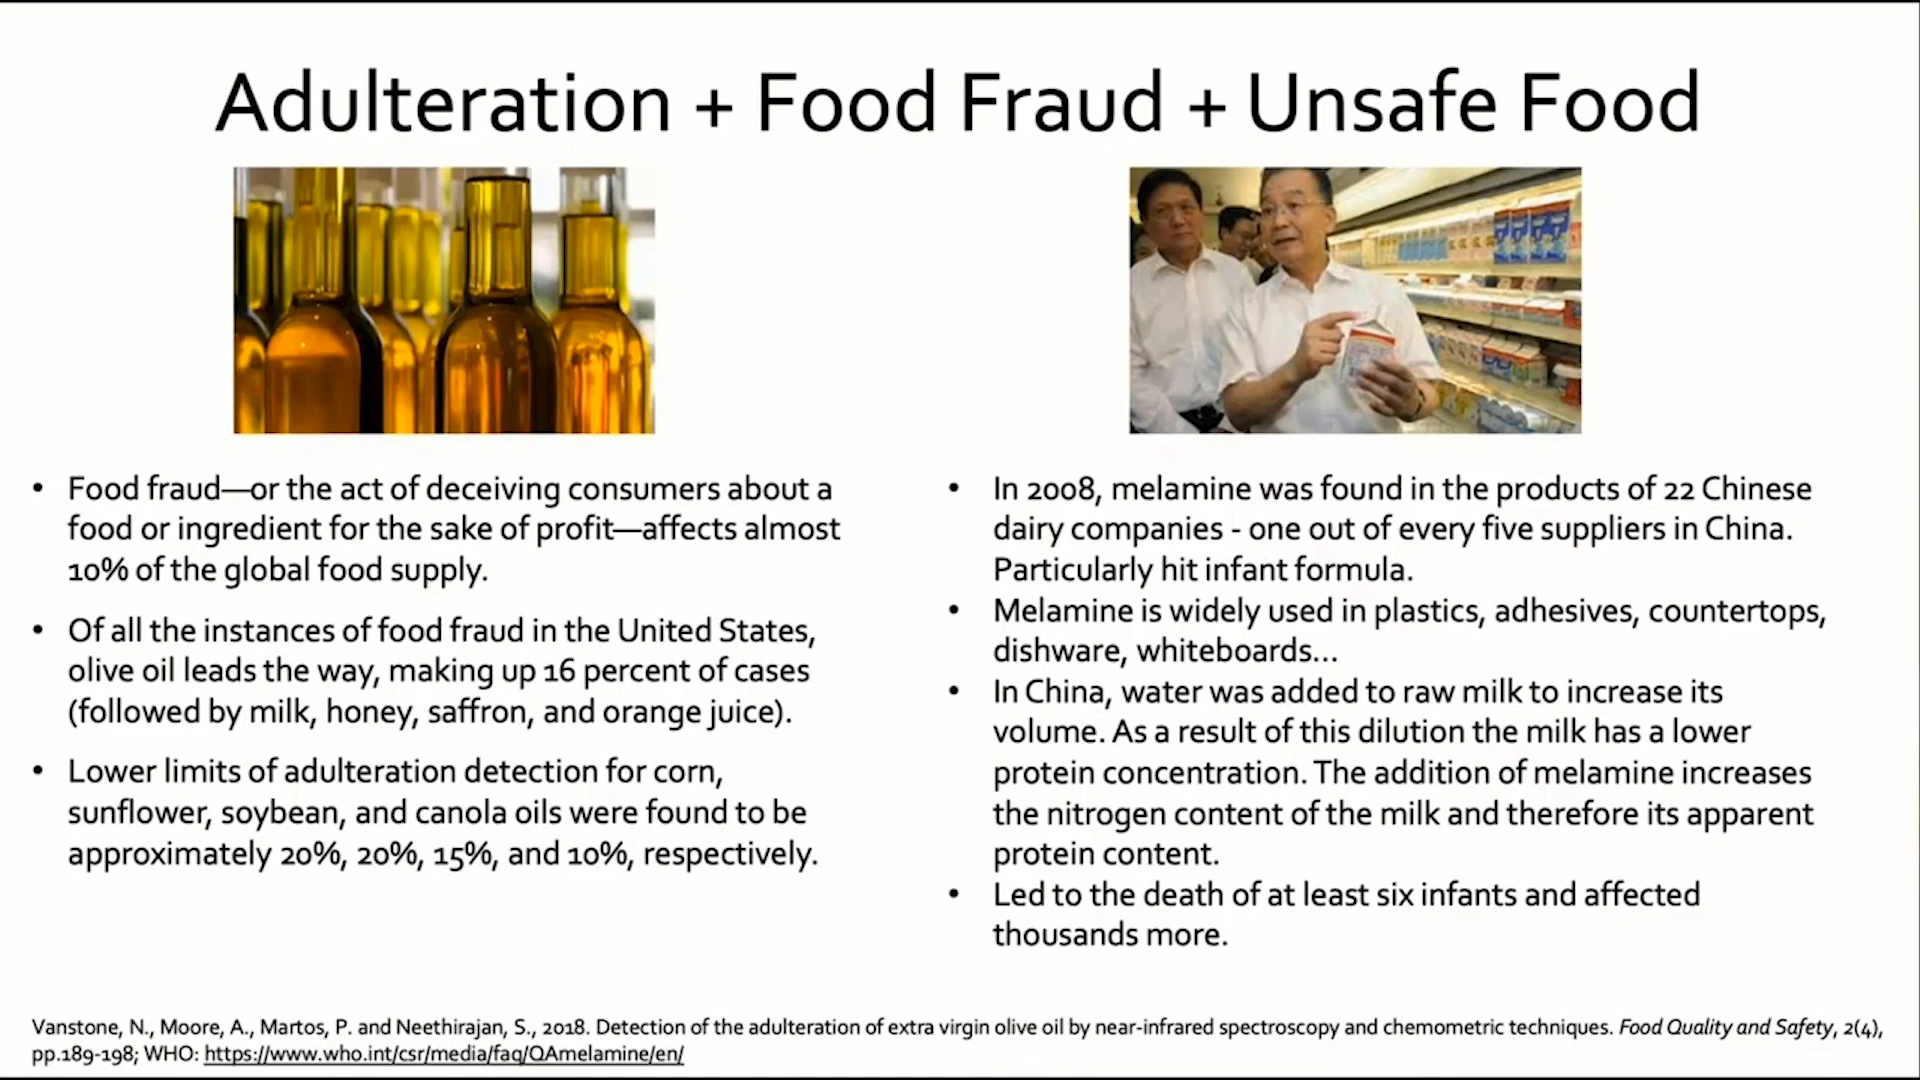 Adulteration + Food Fraud + Unsafe Food
• Food fraud—or the act of deceiving consumers about a
food or ingredient for the sake of profit—affects almost
10% of the global food supply.
• Of all the instances of food fraud in the United States,
olive oil leads the way, making up 16 percent of cases
(followed by milk, honey, saffron, and orange juice).
• Lower limits of adulteration detection for corn,
sunflower, soybean, and canola oils were found to be
approximately 20%, 20%, 15%, and 10%, respectively.
• In 2008, melamine was found in the products of 22 Chinese
dairy companies - one out of every five suppliers in China.
Particularly hit infant formula.
• Melamine is widely used in plastics, adhesives, countertops,
dishware, whiteboards...
• In China, water was added to raw milk to increase its
volume. As a result of this dilution the milk has a lower
protein concentration. The addition of melamine increases
the nitrogen content of the milk and therefore its apparent
protein content.
• Led to the death of at least six infants and affected
thousands more.
Vanstone, N., Moore, A., Martos, P. and Neethirajan, S., 2018. Detection of the adulteration of extra virgin olive oil by near-infrared spectroscopy and chemometric techniques. Food Quality and Safety, 2(4),
pp.189-198; WHO: https://www.who.int/csr/media/faq/QAmelamine/en/